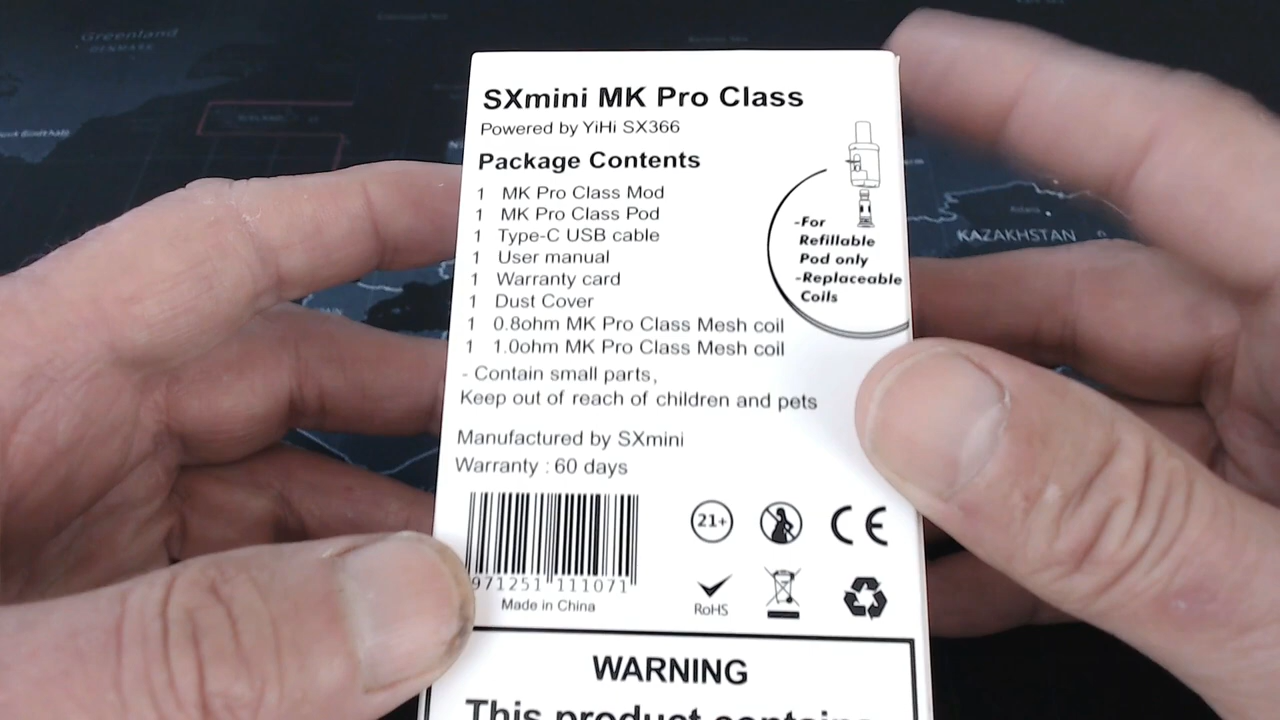 Greenland
DENMARK
SXmini MK Pro Class
Powered by YiHi SX366
Package Contents
1 MK Pro Class Mod
1 MK Pro Class Pod
1 Type-C USB cable
1 User manual
1 Warranty card
1 Dust Cover
1 0.8ohm MK Pro Class Mesh coil
1 1.0ohm MK Pro Class Mesh coil
-For
Refillable
Pod only
-Replaceable
Coils
KAZAKHSTAN
- Contain small parts,
Keep out of reach of children and pets
Manufactured by SXmini
Warranty : 60 days
971251 111071
Made in China
21+
CE
RoHS
WARNING
This product contains